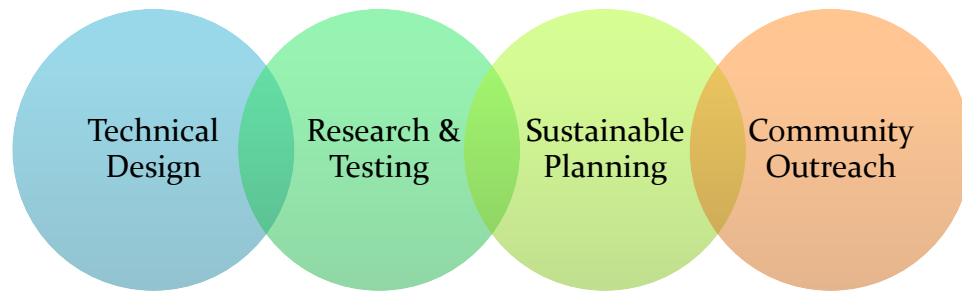 Technical
Design
Research &
Testing
Sustainable
Planning
Community
Outreach